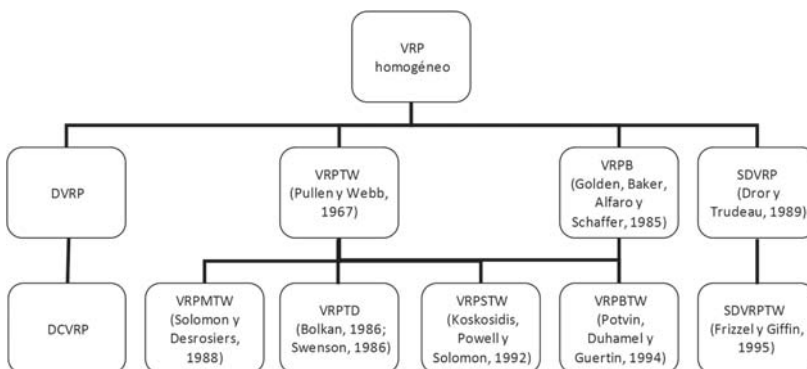 VRP
homogéneo
DVRP
VRPTW
(Pullen y Webb,
1967)
VRPB
(Golden, Baker,
Alfaro y
Schaffer, 1985)
SDVRP
(Dror y
Trudeau, 1989)
DCVRP
VRPMTW
(Solomon y
Desrosiers,
1988)
VRPTD
(Bolkan, 1986;
Swenson, 1986)
VRPSTW
(Koskosidis,
Powell y
Solomon, 1992)
VRPBTW
(Potvin,
Duhamel y
Guertin, 1994)
SDVRPTW
(Frizzel y Giffin,
1995)